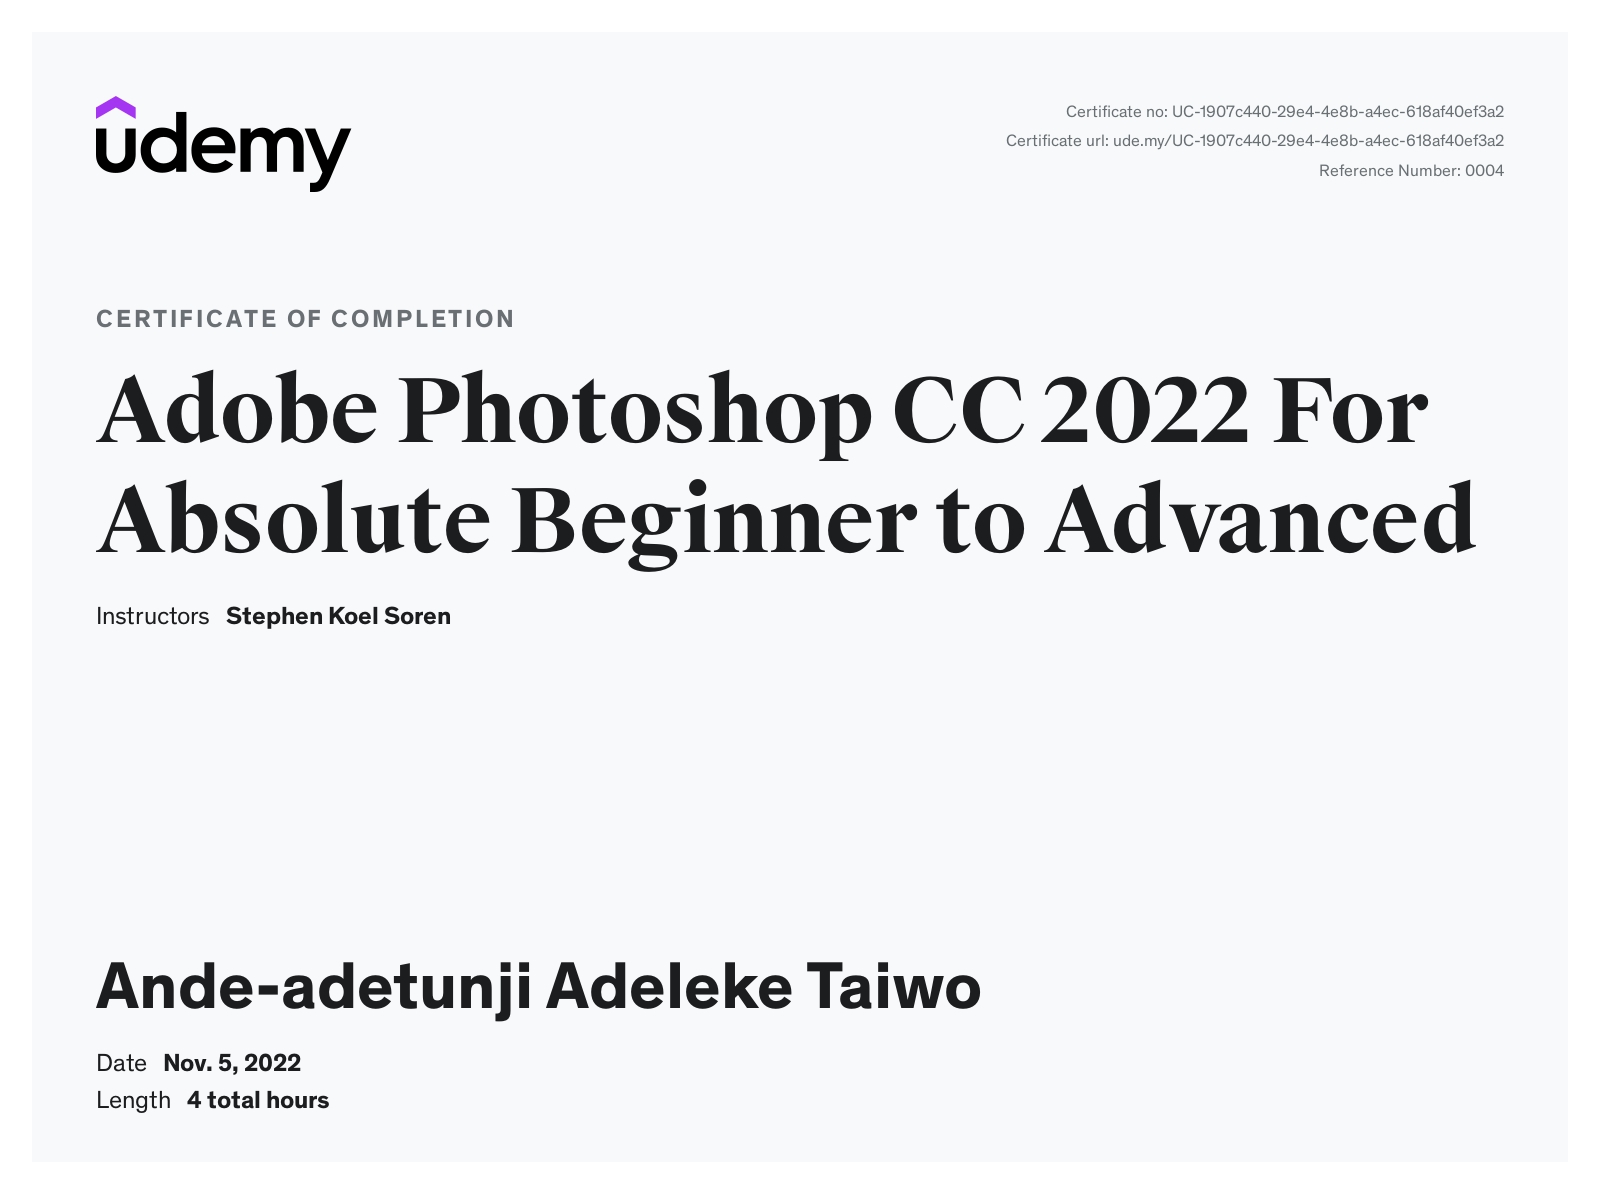 udemy
Certificate no: UC-1907c440-29e4-4e8b-a4ec-618af40ef3a2
Certificate url: ude.my/UC-1907c440-29e4-4e8b-a4ec-618af40ef3a2
Reference Number: 0004
CERTIFICATE OF COMPLETION
Adobe Photoshop CC 2022 For
Absolute Beginner to Advanced
Instructors Stephen Koel Soren
Ande-adetunji Adeleke Taiwo
Date Nov. 5, 2022
Length 4 total hours